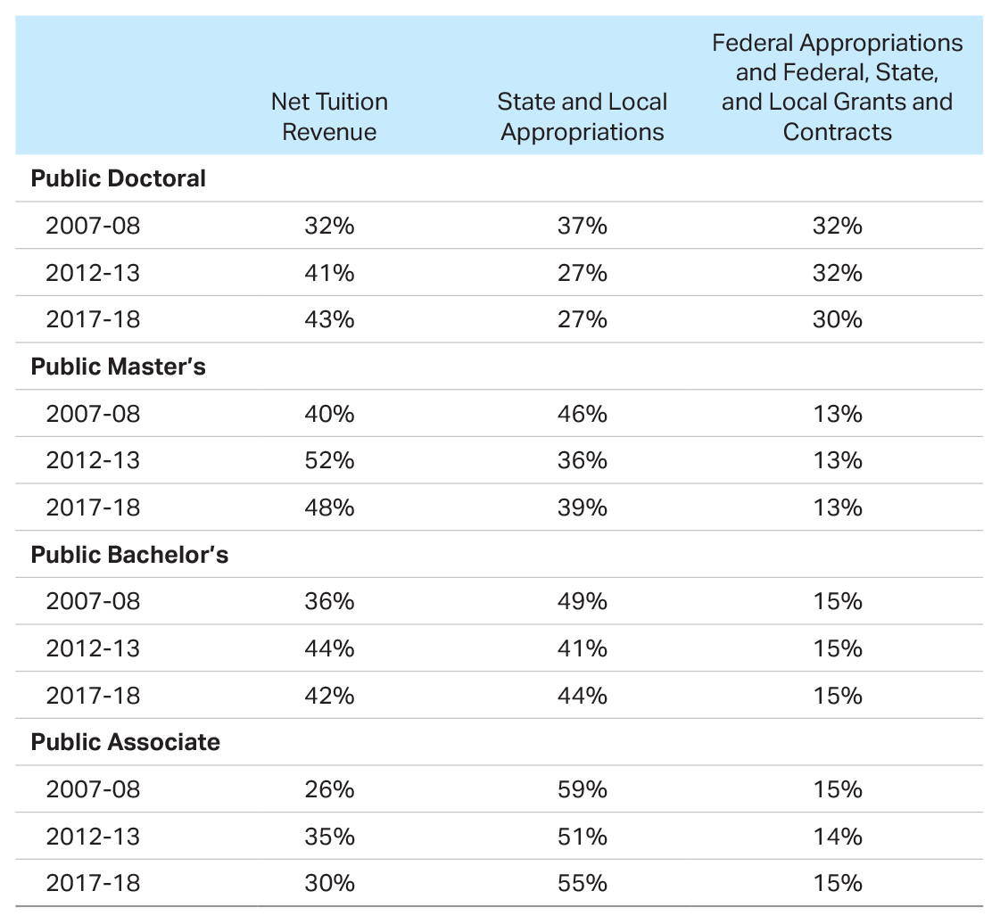 Net Tuition Revenue	State and Local Appropriations	Federal Appropriations and Federal, State, and Local Grants and Contracts
Public Doctoral
2007-08	32%	37%	32%
2012-13	41%	27%	32%
2017-18	43%	27%	30%
Public Master’s
2007-08	40%	46%	13%
2012-13	52%	36%	13%
2017-18	48%	39%	13%
Public Bachelor’s
2007-08	36%	49%	15%
2012-13	44%	41%	15%
2017-18	42%	44%	15%
Public Associate
2007-08	26%	59%	15%
2012-13	35%	51%	14%
2017-18	30%	55%	15%